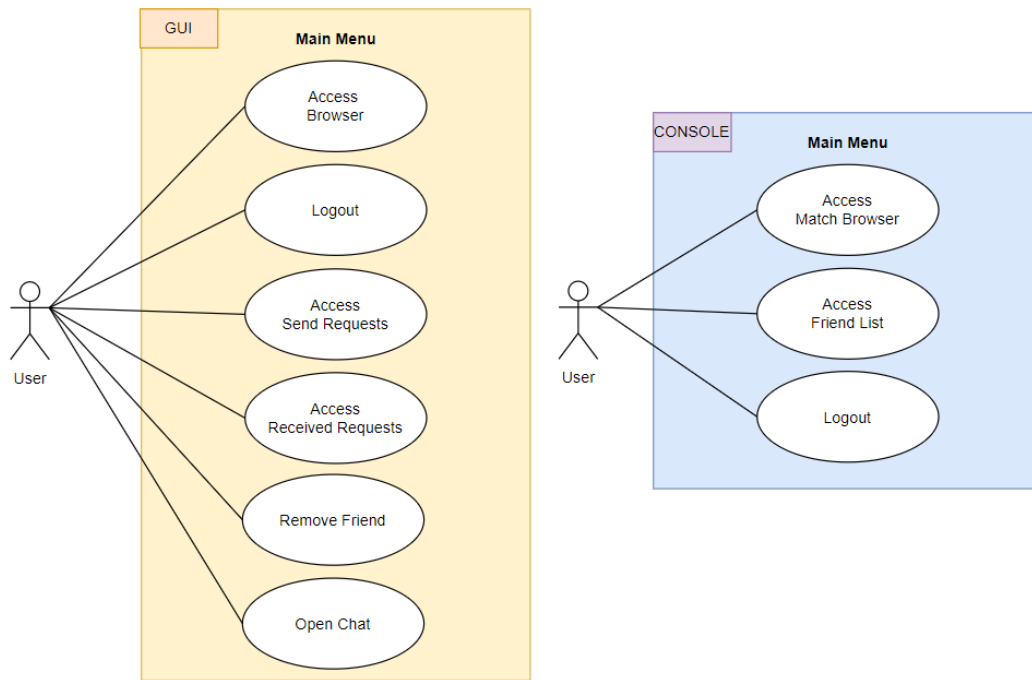 GUI
Main Menu
Access
Browser
Logout
Access
Send Requests
Access
Received Requests
Remove Friend
Open Chat
User
CONSOLE
Main Menu
Access
Match Browser
Access
Friend List
Logout
User